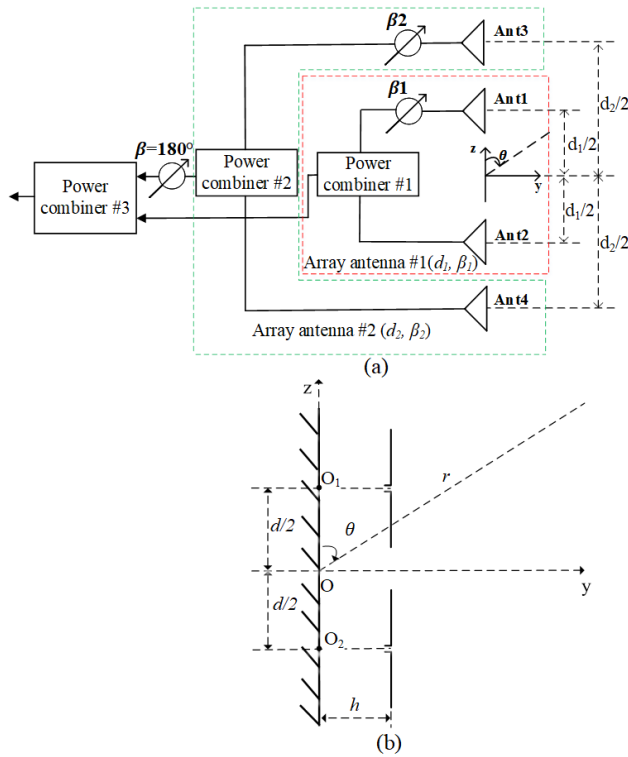 β2
Ant3
β1
Ant1
d₂/2
z
θ
d₁/2
β=180°
Power
combiner #2
Power
combiner #1
y
Power
combiner #3
d₁/2
Ant2
d₂/2
Array antenna #1(d₁, β₁)
Ant4
Array antenna #2 (d₂, β₂)
(a)
z
O₁
r
d/2
θ
O
y
d/2
O₂
h
(b)